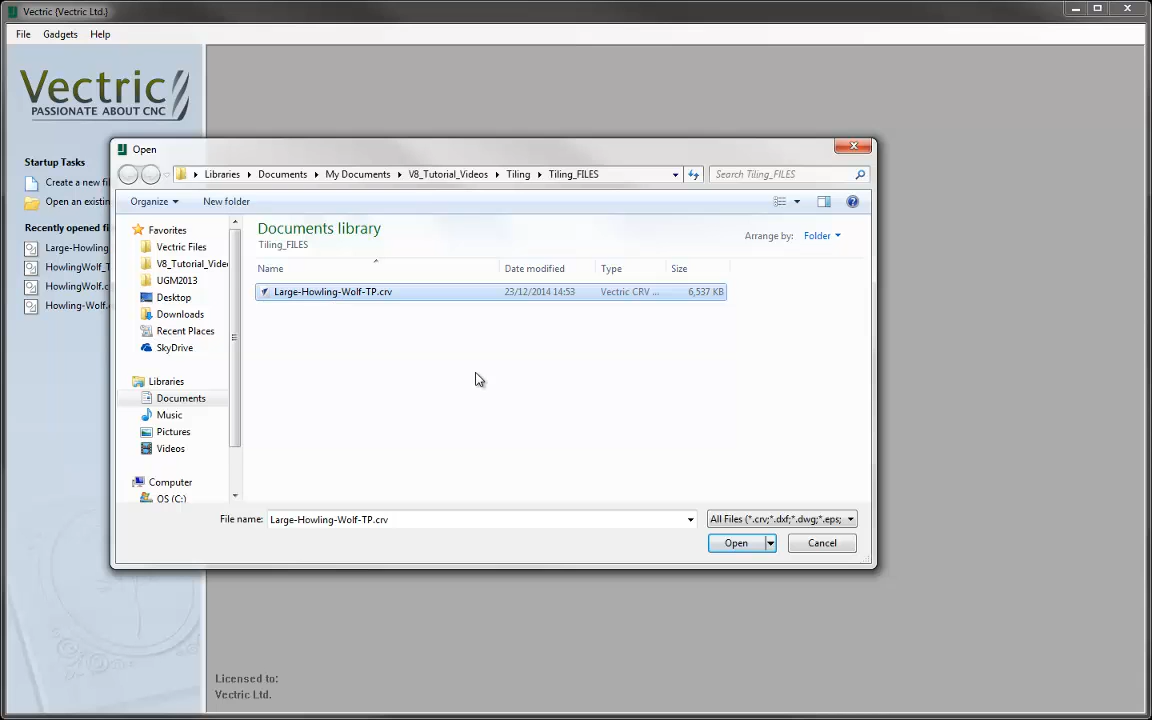 Vectric {Vectric Ltd.}
File Gadgets Help
Vectric
PASSIONATE ABOUT CNC
Open
Libraries Documents My Documents V8_Tutorial_Videos Tiling Tiling_FILES
Search Tiling_FILES
Organize New folder
Startup Tasks
Create a new fi
Open an existin
Recently opened fi
Large-Howling
HowlingWolf_T
HowlingWolf.c
Howling-Wolf.
Favorites
Vectric Files
V8_Tutorial_Vide
UGM2013
Desktop
Downloads
Recent Places
SkyDrive
Libraries
Documents
Music
Pictures
Videos
Computer
OS (C:)
Documents library
Tiling_FILES
Arrange by: Folder
Name Date modified Type Size
Large-Howling-Wolf-TP.crv 23/12/2014 14:53 Vectric CRV ... 6,537 KB
File name: Large-Howling-Wolf-TP.crv
All Files (*.crv;*.dxf;*.dwg;*.eps;
Open Cancel
Licensed to:
Vectric Ltd.